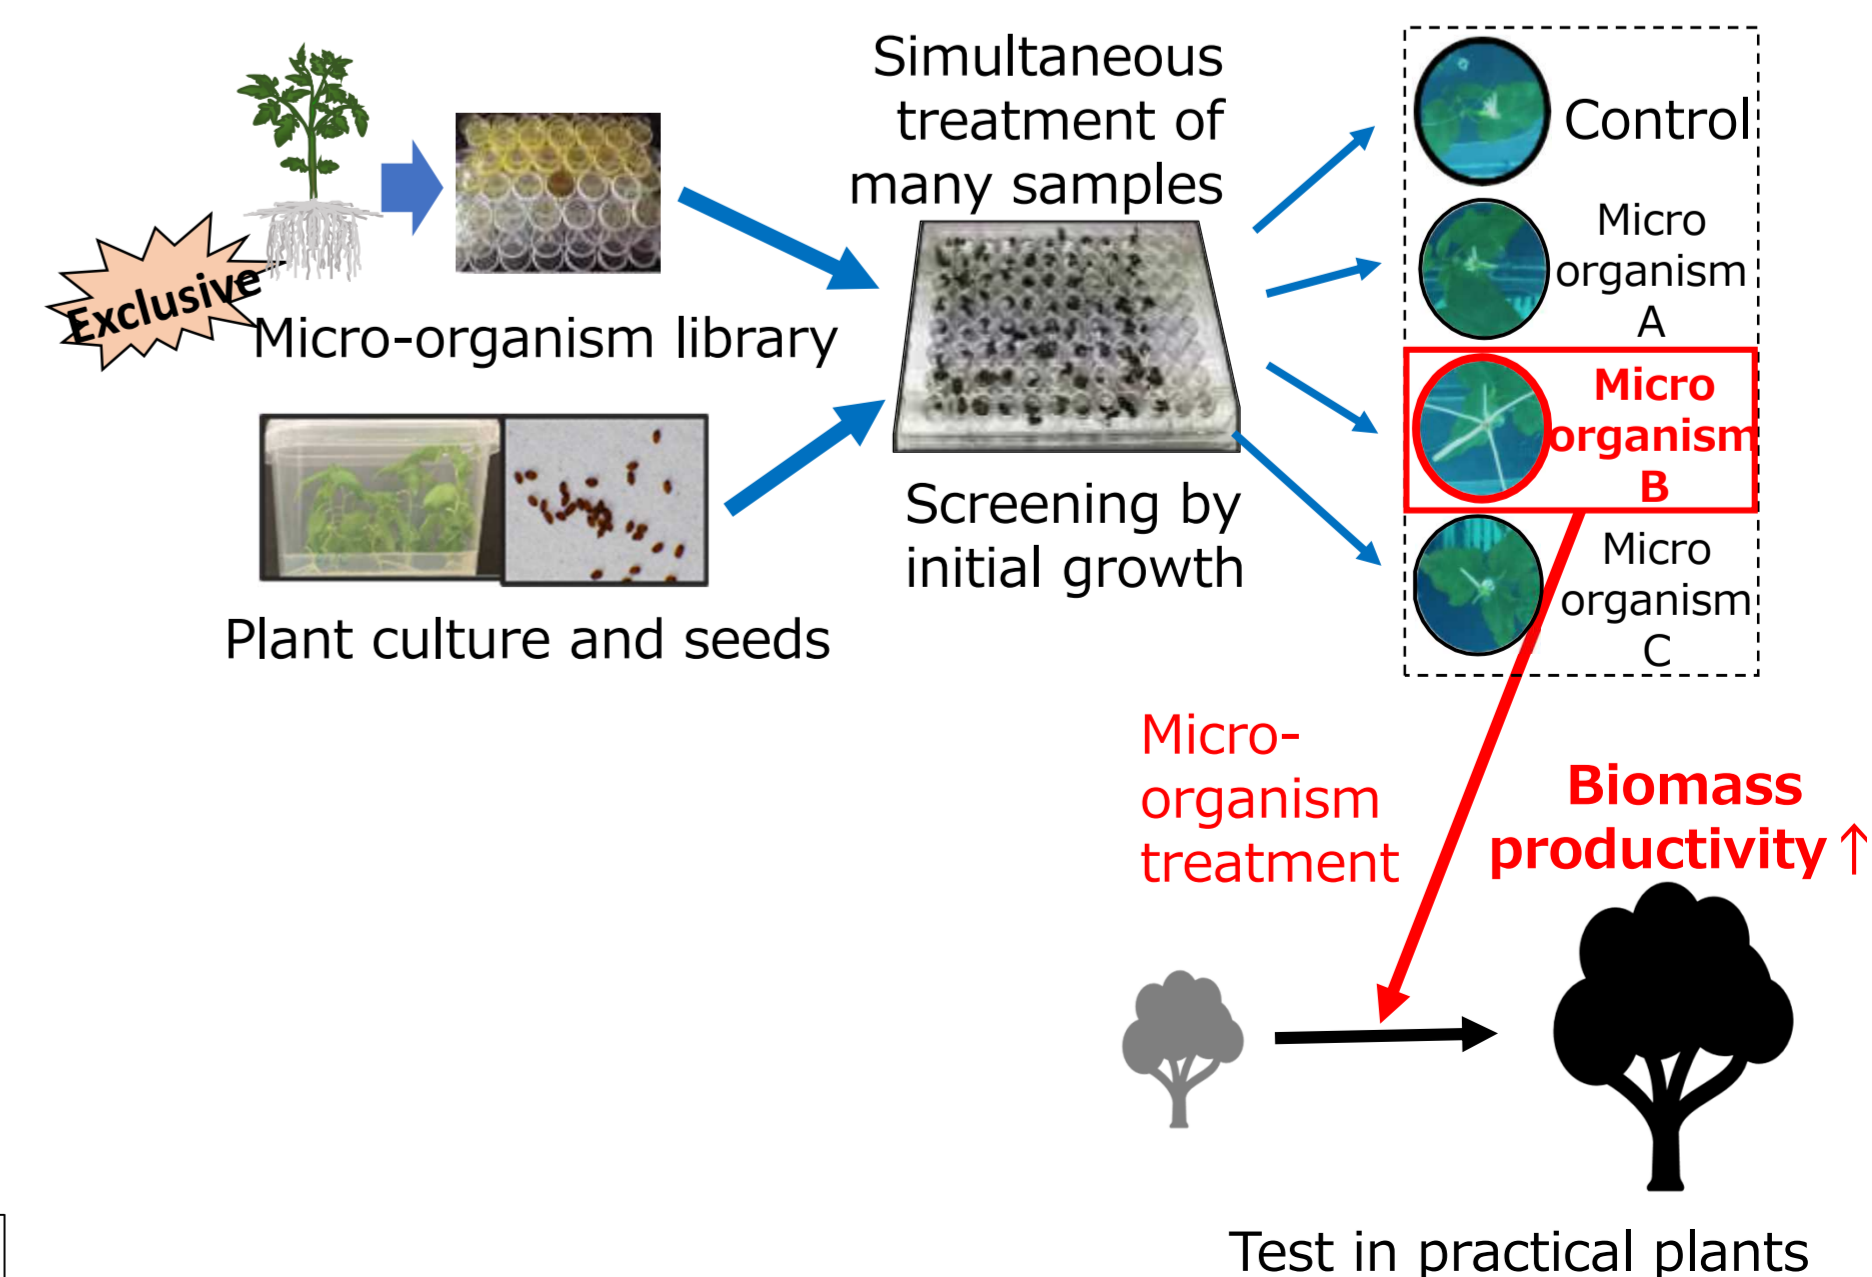 Exclusive
Micro-organism library
Plant culture and seeds
Simultaneous
treatment of
many samples
Screening by
initial growth
Control
Micro
organism
A
Micro
organism
B
Micro
organism
C
Micro-
organism
treatment
Biomass
productivity↑
Test in practical plants